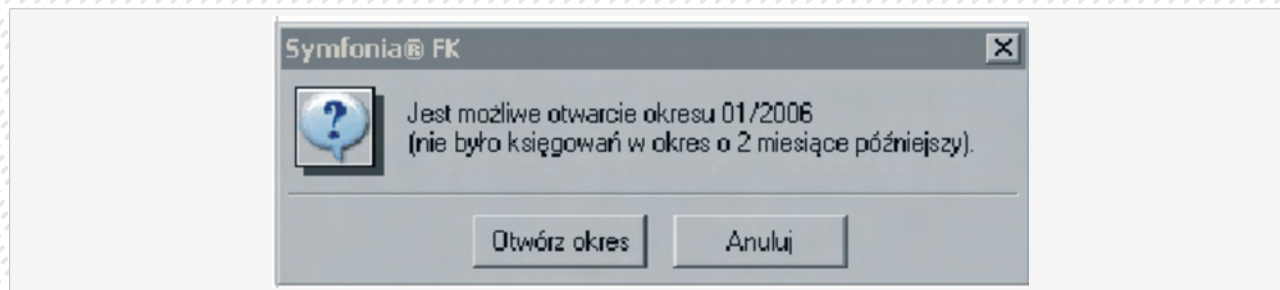 Symfonia® FK
Jest możliwe otwarcie okresu 01/2006
(nie było księgowań w okres o 2 miesiące późniejszy).
Otwórz okres
Anuluj